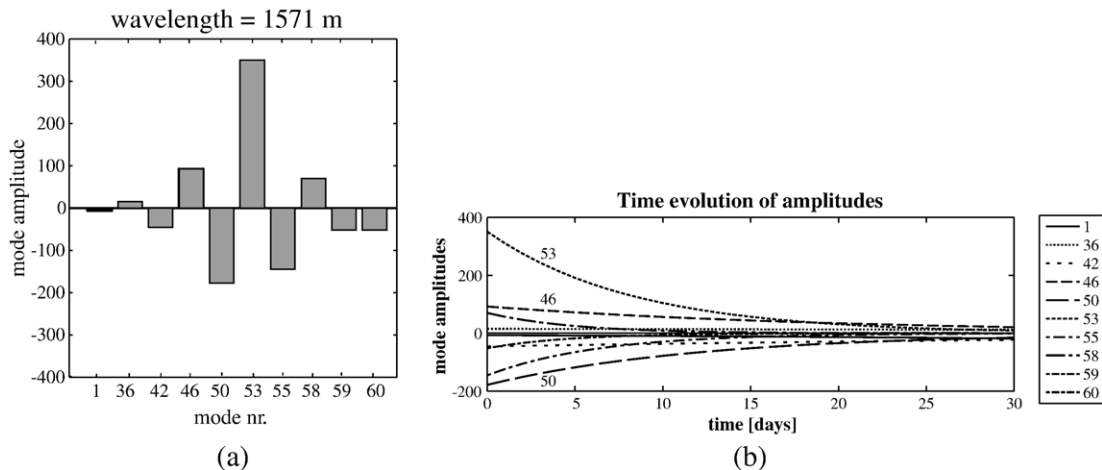 wavelength = 1571 m
400
300
200
100
0
-100
-200
-300
-400
mode amplitude
1 36 42 46 50 53 55 58 59 60
mode nr.
(a)
Time evolution of amplitudes
400
200
0
-200
mode amplitudes
53
46
50
0 5 10 15 20 25 30
time [days]
1
36
42
46
50
53
55
58
59
60
(b)